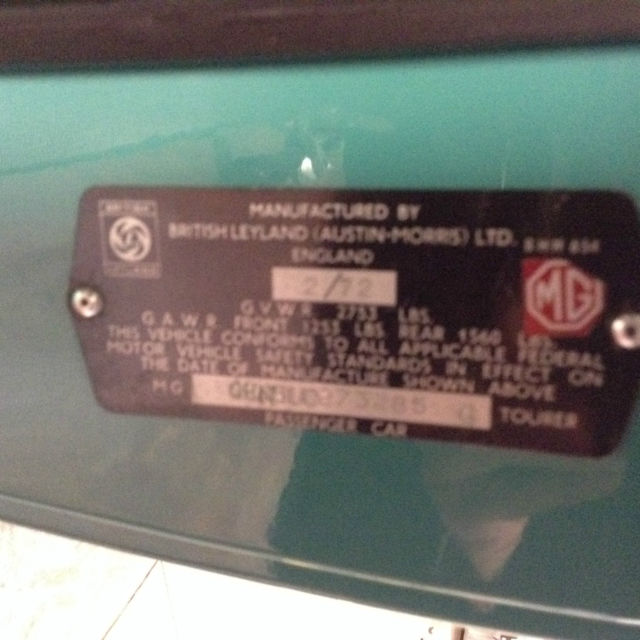 MANUFACTURED BY
BRITISH LEYLAND (AUSTIN-MORRIS) LTD.
ENGLAND
2/72
MG
G.V.W.R. 2753 LBS.
G.A.W.R. FRONT 1253 LBS. REAR 1560 LBS.
THIS VEHICLE CONFORMS TO ALL APPLICABLE FEDERAL
MOTOR VEHICLE SAFETY STANDARDS IN EFFECT ON
THE DATE OF MANUFACTURE SHOWN ABOVE
MG G TOURER
PASSENGER CAR